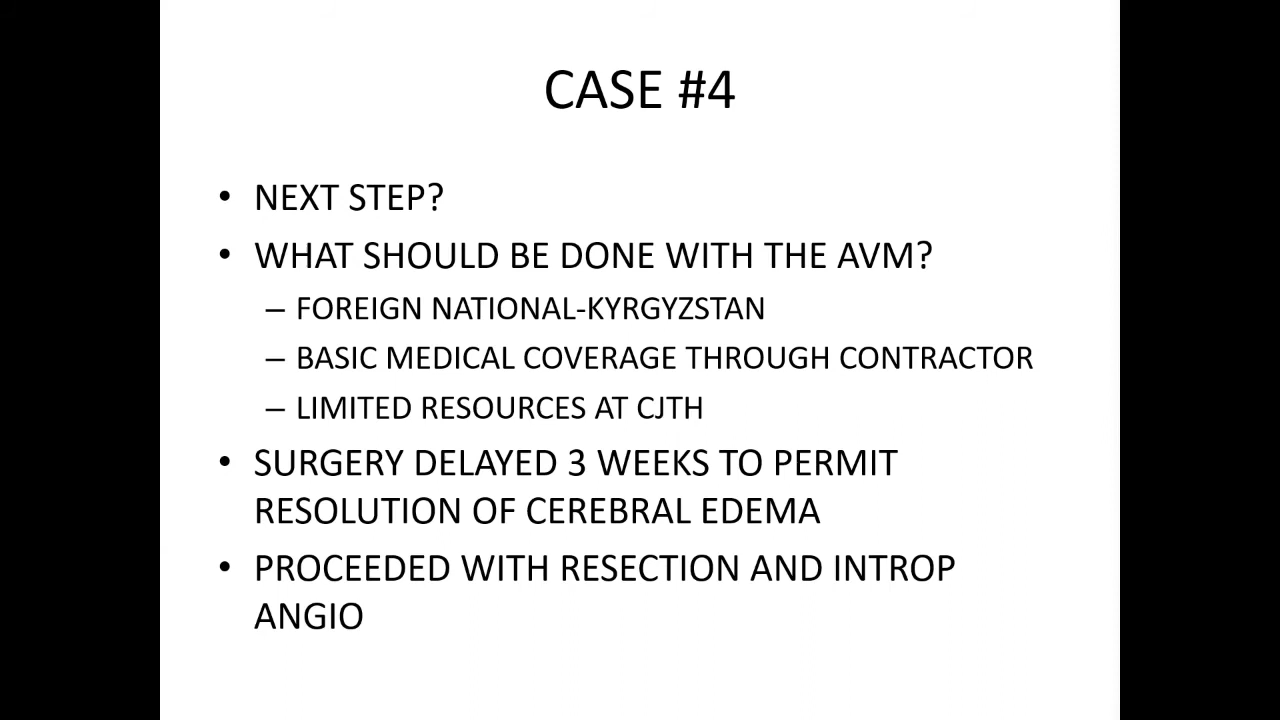 CASE #4
• NEXT STEP?
• WHAT SHOULD BE DONE WITH THE AVM?
– FOREIGN NATIONAL-KYRGYZSTAN
– BASIC MEDICAL COVERAGE THROUGH CONTRACTOR
– LIMITED RESOURCES AT CJTH
• SURGERY DELAYED 3 WEEKS TO PERMIT
RESOLUTION OF CEREBRAL EDEMA
• PROCEEDED WITH RESECTION AND INTROP
ANGIO